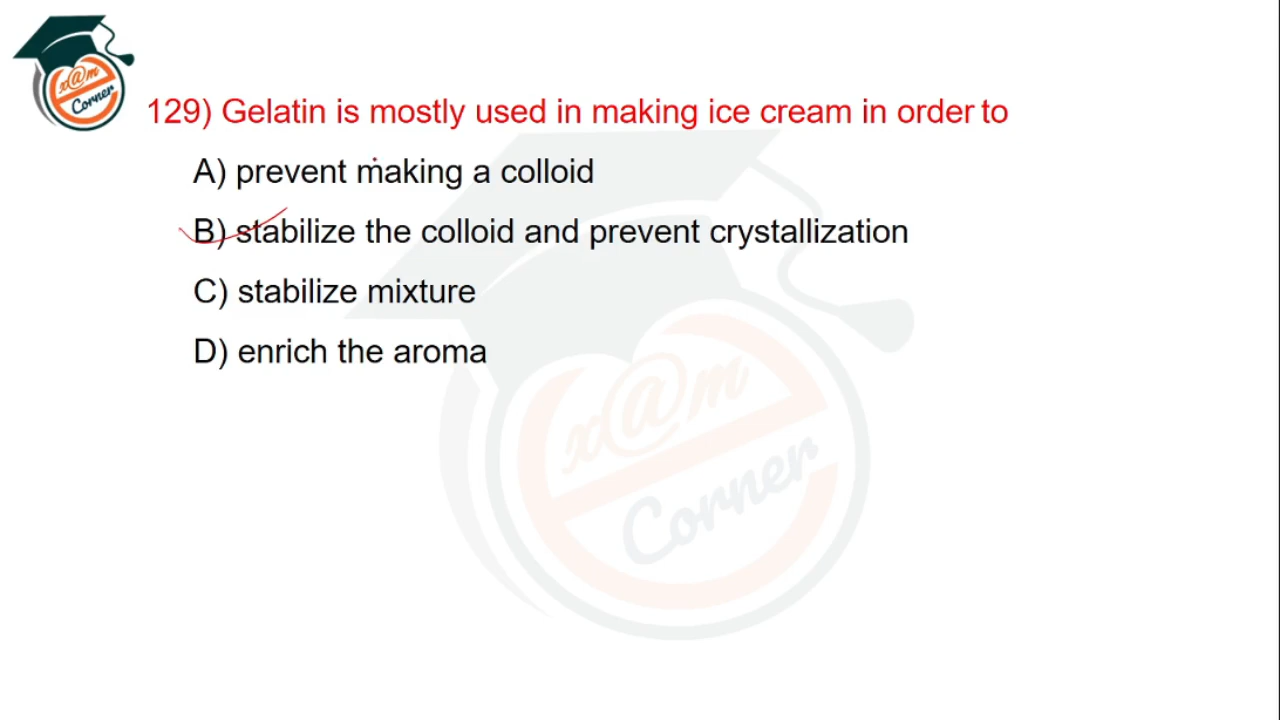 x@m
Corner
129) Gelatin is mostly used in making ice cream in order to
A) prevent making a colloid
B) stabilize the colloid and prevent crystallization
C) stabilize mixture
D) enrich the aroma
x@m
Corner